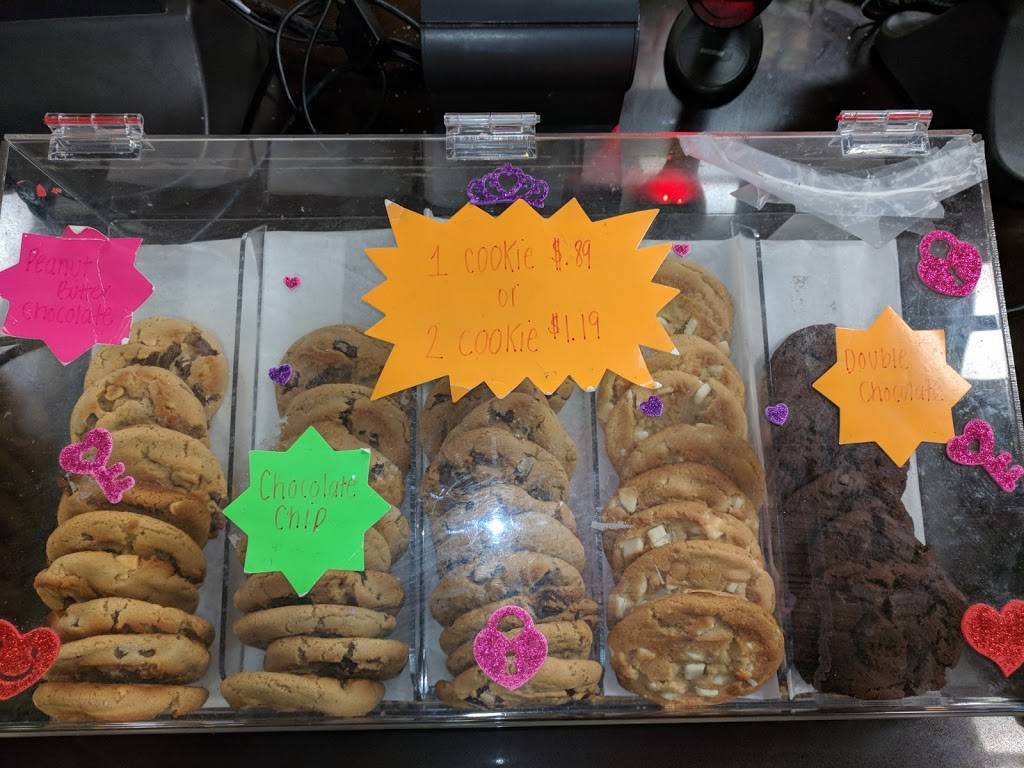 Peanut
Butter
chocolate
1 cookie $.89
or
2 cookie $1.19
Chocolate
Chip
Double
Chocolate